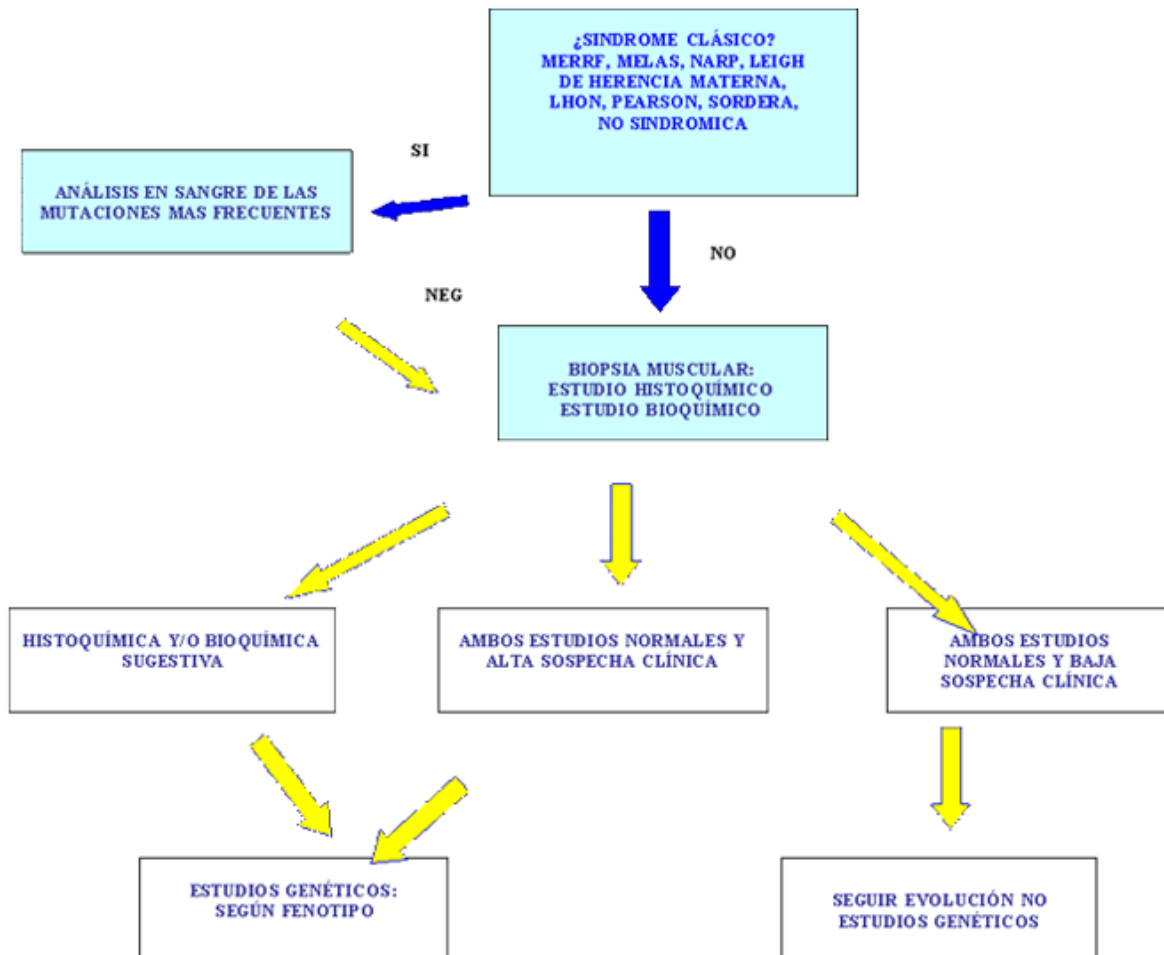 ¿SINDROME CLÁSICO?
MERRF, MELAS, NARP, LEIGH
DE HERENCIA MATERNA,
LHON, PEARSON, SORDERA,
NO SINDROMICA
SI
ANÁLISIS EN SANGRE DE LAS
MUTACIONES MAS FRECUENTES
NO
NEG
BIOPSIA MUSCULAR:
ESTUDIO HISTOQUÍMICO
ESTUDIO BIOQUÍMICO
HISTOQUÍMICA Y/O BIOQUÍMICA
SUGESTIVA
AMBOS ESTUDIOS NORMALES Y
ALTA SOSPECHA CLÍNICA
AMBOS ESTUDIOS
NORMALES Y BAJA
SOSPECHA CLÍNICA
ESTUDIOS GENÉTICOS:
SEGÚN FENOTIPO
SEGUIR EVOLUCIÓN NO
ESTUDIOS GENÉTICOS